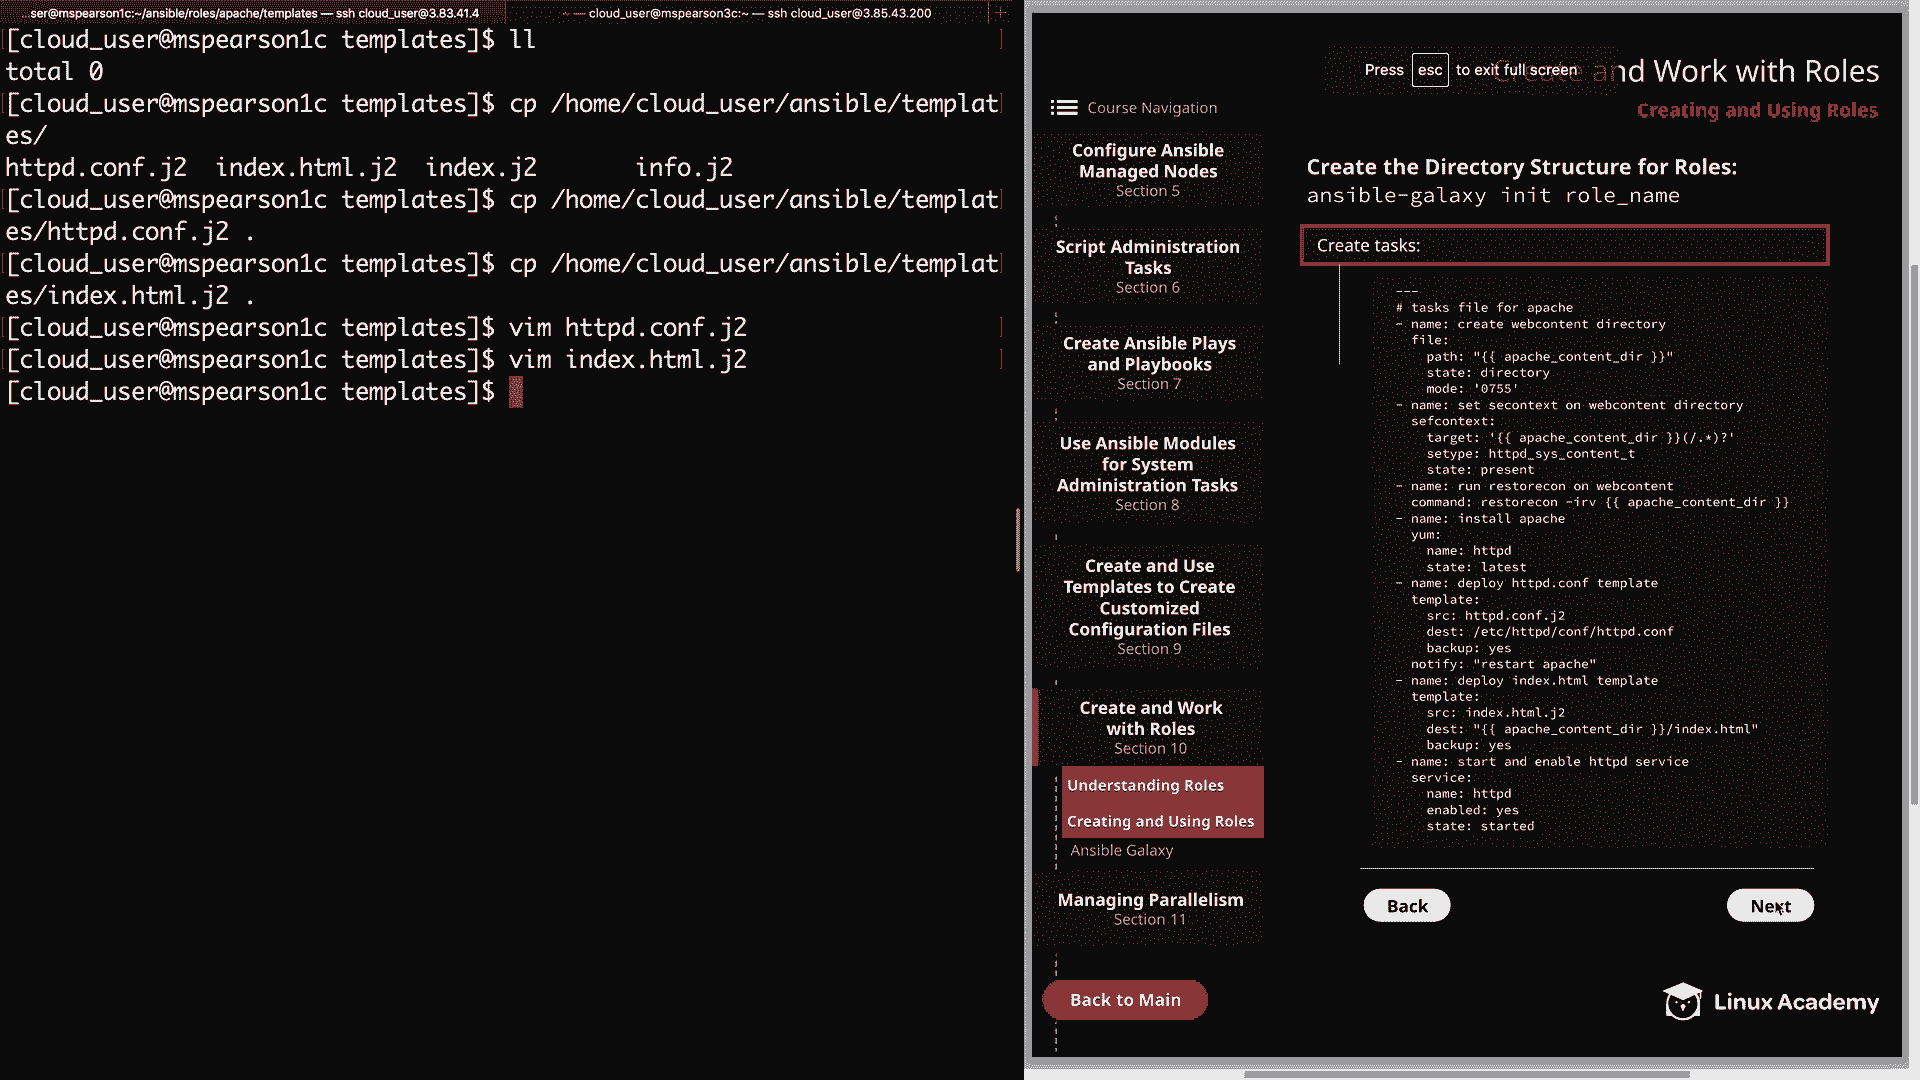 ...ser@mspearson1c:~/ansible/roles/apache/templates — ssh cloud_user@3.83.41.4
~ — cloud_user@mspearson3c:~ — ssh cloud_user@3.85.43.200
[cloud_user@mspearson1c templates]$ ll
total 0
[cloud_user@mspearson1c templates]$ cp /home/cloud_user/ansible/templat
es/
httpd.conf.j2  index.html.j2  index.j2       info.j2
[cloud_user@mspearson1c templates]$ cp /home/cloud_user/ansible/templat
es/httpd.conf.j2 .
[cloud_user@mspearson1c templates]$ cp /home/cloud_user/ansible/templat
es/index.html.j2 .
[cloud_user@mspearson1c templates]$ vim httpd.conf.j2
[cloud_user@mspearson1c templates]$ vim index.html.j2
[cloud_user@mspearson1c templates]$
Press esc to exit full screen
Create and Work with Roles
Creating and Using Roles
Course Navigation
Configure Ansible
Managed Nodes
Section 5
Script Administration
Tasks
Section 6
Create Ansible Plays
and Playbooks
Section 7
Use Ansible Modules
for System
Administration Tasks
Section 8
Create and Use
Templates to Create
Customized
Configuration Files
Section 9
Create and Work
with Roles
Section 10
Understanding Roles
Creating and Using Roles
Ansible Galaxy
Managing Parallelism
Section 11
Back to Main
Create the Directory Structure for Roles:
ansible-galaxy init role_name
Create tasks:
---
# tasks file for apache
- name: create webcontent directory
  file:
    path: "{{ apache_content_dir }}"
    state: directory
    mode: '0755'
- name: set secontext on webcontent directory
  sefcontext:
    target: '{{ apache_content_dir }}(/.*)?'
    setype: httpd_sys_content_t
    state: present
- name: run restorecon on webcontent
  command: restorecon -irv {{ apache_content_dir }}
- name: install apache
  yum:
    name: httpd
    state: latest
- name: deploy httpd.conf template
  template:
    src: httpd.conf.j2
    dest: /etc/httpd/conf/httpd.conf
    backup: yes
  notify: "restart apache"
- name: deploy index.html template
  template:
    src: index.html.j2
    dest: "{{ apache_content_dir }}/index.html"
    backup: yes
- name: start and enable httpd service
  service:
    name: httpd
    enabled: yes
    state: started
Back
Next
Linux Academy